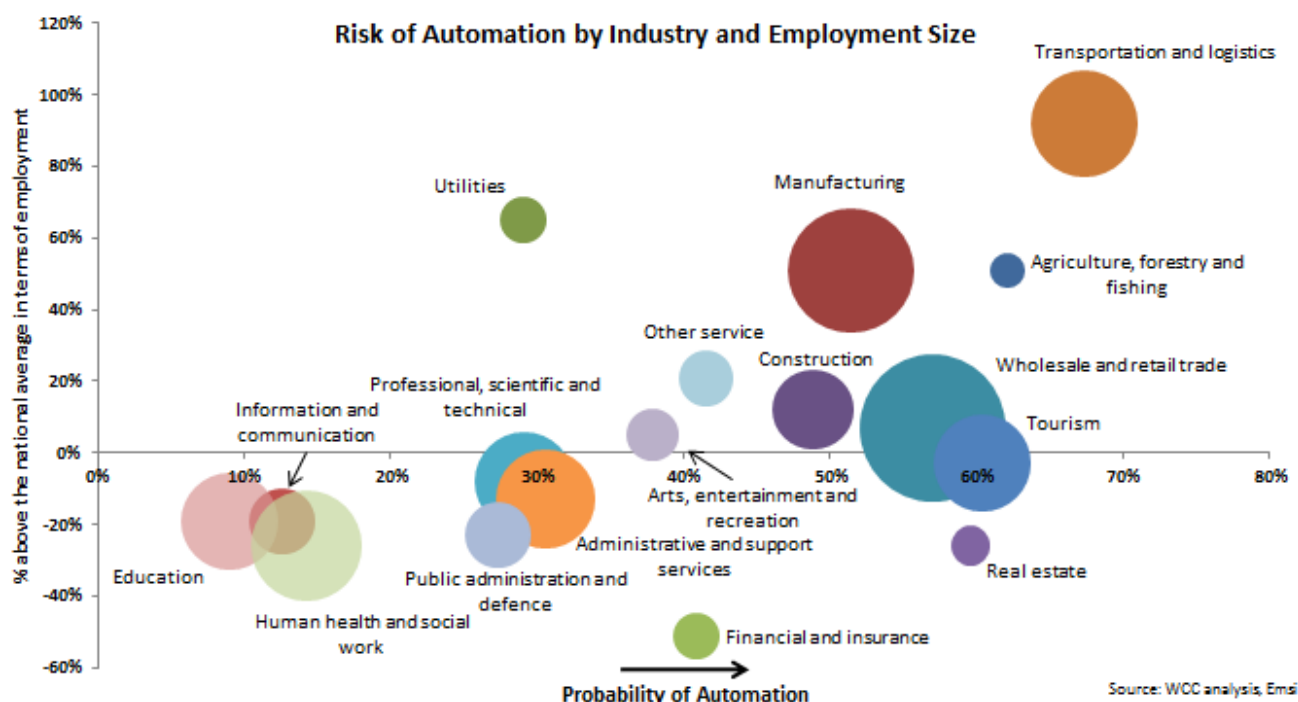 Risk of Automation by Industry and Employment Size
% above the national average interms of employment
120%
100%
80%
60%
40%
20%
0%
-20%
-40%
-60%
Transportation and logistics
Utilities
Manufacturing
Agriculture, forestry and
fishing
Other service
Construction
Wholesale and retail trade
Professional, scientific and
technical
Information and
communication
Tourism
0%
10%
20%
30%
40%
50%
60%
70%
80%
Arts, entertainment and
recreation
Administrative and support
services
Education
Public administration and
defence
Real estate
Human health and social
work
Financial and insurance
Probability of Automation
Source: WCC analysis, Emsi